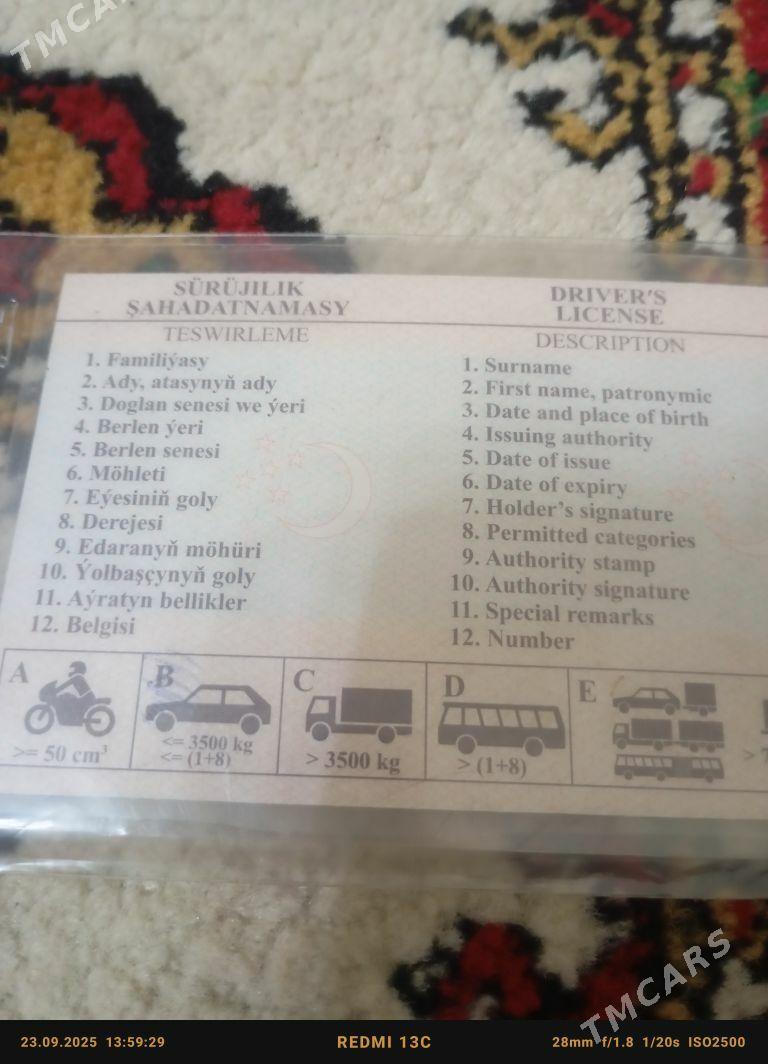 TMCARS
SÜRÜJILIK
ŞAHADATNAMASY
TESWIRLEME
1. Familiýasy
2. Ady, atasynyň ady
3. Doglan senesi we ýeri
4. Berlen ýeri
5. Berlen senesi
6. Möhleti
7. Eýesiniň goly
8. Derejesi
9. Edaranyň möhüri
10. Ýolbaşçynyň goly
11. Aýratyn bellikler
12. Belgisi
DRIVER'S
LICENSE
DESCRIPTION
1. Surname
2. First name, patronymic
3. Date and place of birth
4. Issuing authority
5. Date of issue
6. Date of expiry
7. Holder's signature
8. Permitted categories
9. Authority stamp
10. Authority signature
11. Special remarks
12. Number
A
>= 50 cm³
B
<= 3500 kg
<= (1+8)
C
> 3500 kg
D
> (1+8)
E
> 7
TMCARS
23.09.2025 13:59:29 REDMI 13C 28mm f/1.8 1/20s ISO2500